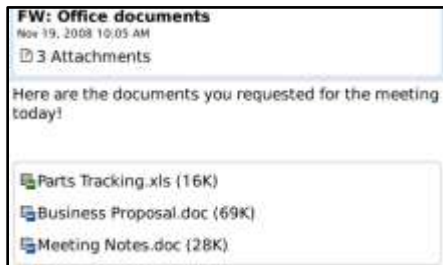 FW: Office documents
Nov 19, 2008 10:05 AM
3 Attachments
Here are the documents you requested for the meeting
today!
Parts Tracking.xls (16K)
Business Proposal.doc (69K)
Meeting Notes.doc (28K)